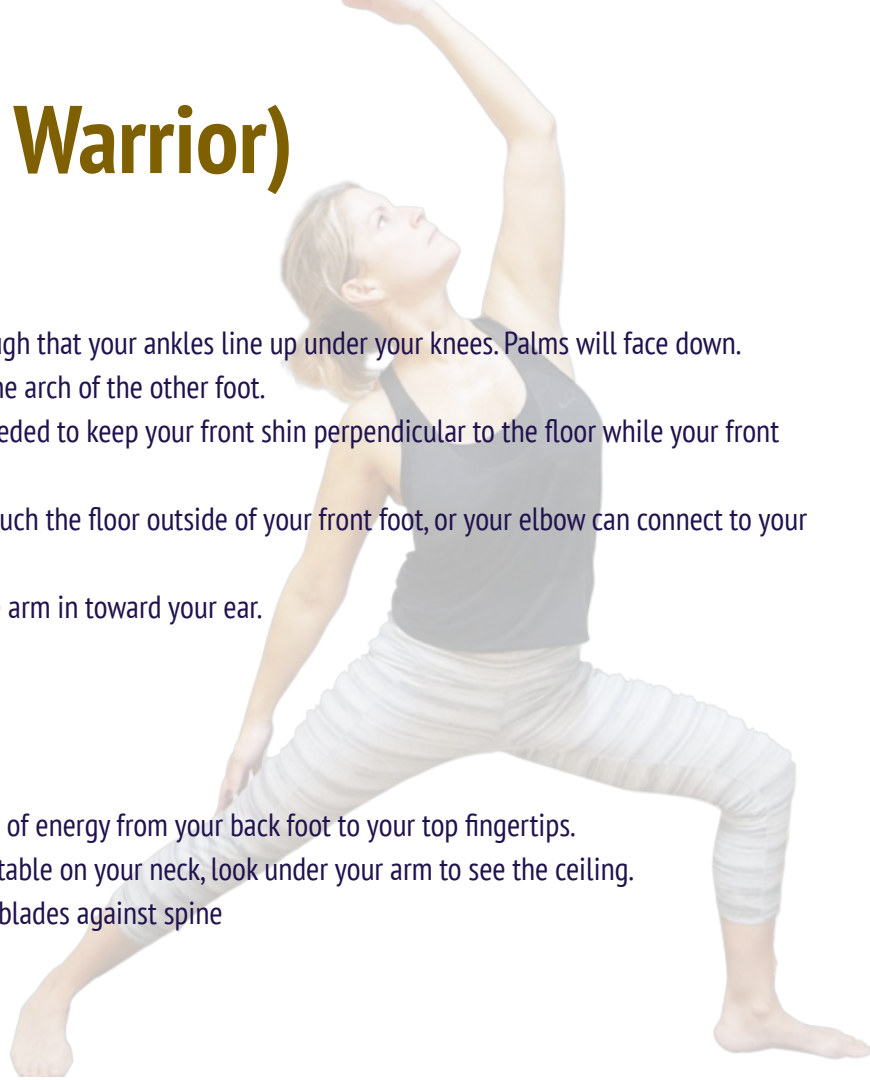 Warrior)
ugh that your ankles line up under your knees. Palms will face down.
he arch of the other foot.
eded to keep your front shin perpendicular to the floor while your front
uch the floor outside of your front foot, or your elbow can connect to your
arm in toward your ear.
of energy from your back foot to your top fingertips.
table on your neck, look under your arm to see the ceiling.
blades against spine